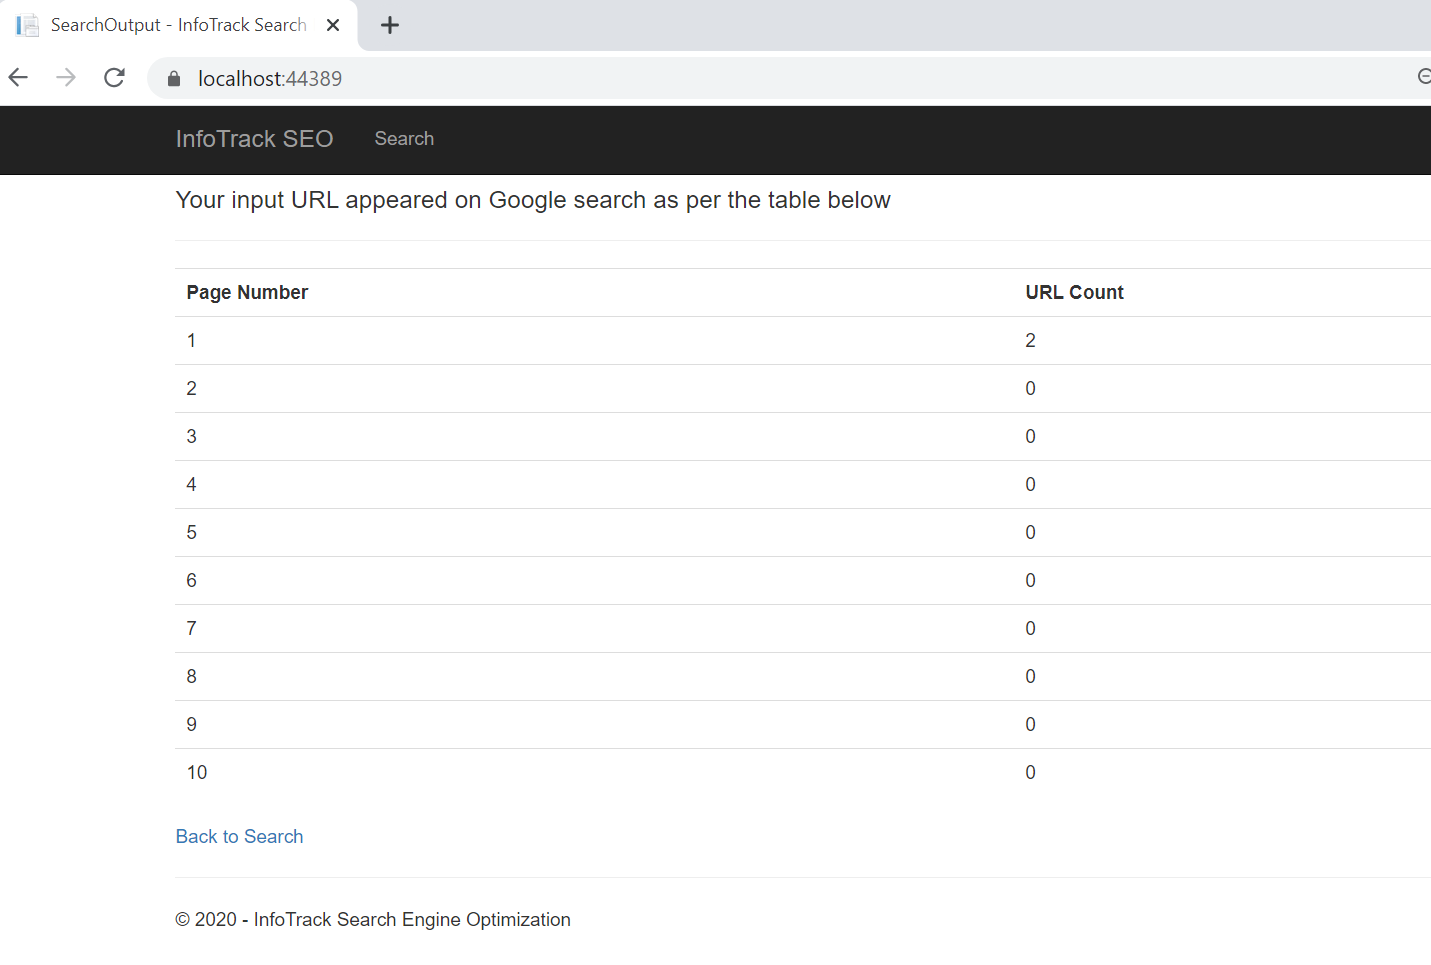 SearchOutput - InfoTrack Search
localhost:44389
InfoTrack SEO Search
Your input URL appeared on Google search as per the table below
Page Number URL Count
1 2
2 0
3 0
4 0
5 0
6 0
7 0
8 0
9 0
10 0
Back to Search
© 2020 - InfoTrack Search Engine Optimization